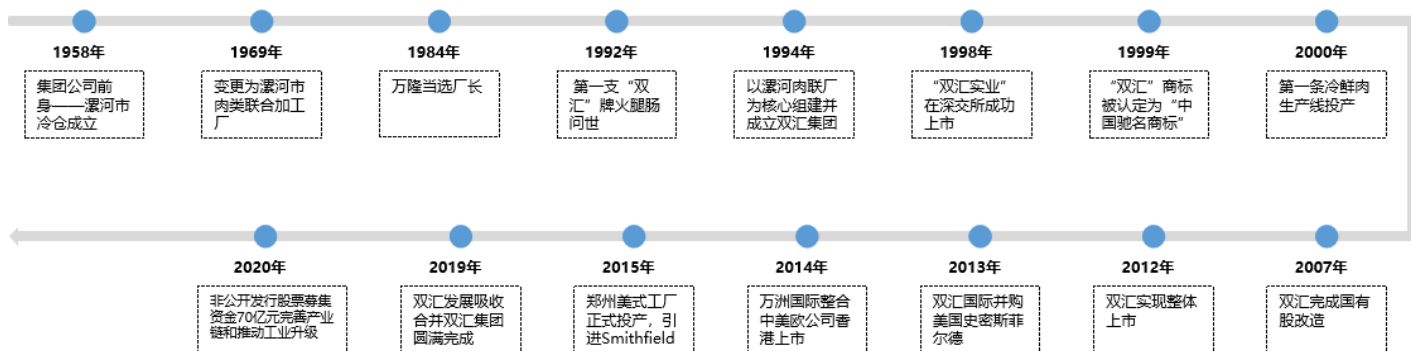 1958年
集团公司前
身——漯河市
冷仓成立
1969年
变更为漯河市
肉类联合加工
厂
1984年
万隆当选厂长
1992年
第一支“双
汇”牌火腿肠
问世
1994年
以漯河肉联厂
为核心组建并
成立双汇集团
1998年
“双汇实业”
在深交所成功
上市
1999年
“双汇”商标
被认定为“中
国驰名商标”
2000年
第一条冷鲜肉
生产线投产
2007年
双汇完成国有
股改造
2012年
双汇实现整体
上市
2013年
双汇国际并购
美国史密斯菲
尔德
2014年
万洲国际整合
中美欧公司香
港上市
2015年
郑州美式工厂
正式投产，引
进Smithfield
2019年
双汇发展吸收
合并双汇集团
圆满完成
2020年
非公开发行股票募集
资金70亿元完善产业
链和推动工业升级